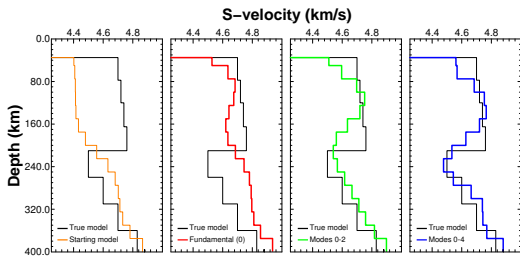 S-velocity (km/s)
4.4 4.6 4.8 4.4 4.6 4.8 4.4 4.6 4.8 4.4 4.6 4.8
Depth (km)
0.0
80.0
160.0
240.0
320.0
400.0
True model
Starting model
True model
Fundamental (0)
True model
Modes 0-2
True model
Modes 0-4